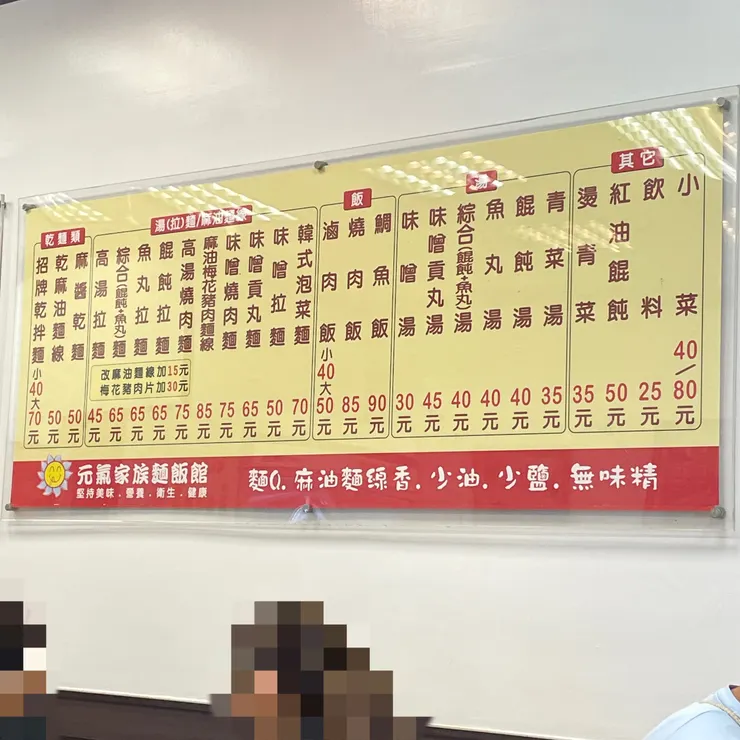 乾麵類
招牌乾拌麵 小40大70元
乾麻油麵線 50元
麻醬乾麵 50元
湯(拉)麵/麻油麵線
高湯拉麵 45元
綜合(餛飩+魚丸)麵 65元
魚丸拉麵 65元
餛飩拉麵 65元
高湯燒肉麵 75元
麻油梅花豬肉麵線 85元
味噌燒肉麵 75元
味噌貢丸麵 65元
味噌拉麵 50元
韓式泡菜麵 70元
改麻油麵線加15元
梅花豬肉片加30元
飯
滷肉飯 小40大50元
燒肉飯 85元
鯛魚飯 90元
湯
味噌湯 30元
味噌貢丸湯 45元
綜合(餛飩+魚丸)湯 40元
魚丸湯 40元
餛飩湯 40元
青菜湯 35元
其它
燙青菜 35元
紅油餛飩 50元
飲料 25元
小菜 40/80元
元氣家族麵飯館
堅持美味.營養.衛生.健康
麵Q.麻油麵線香.少油.少鹽.無味精